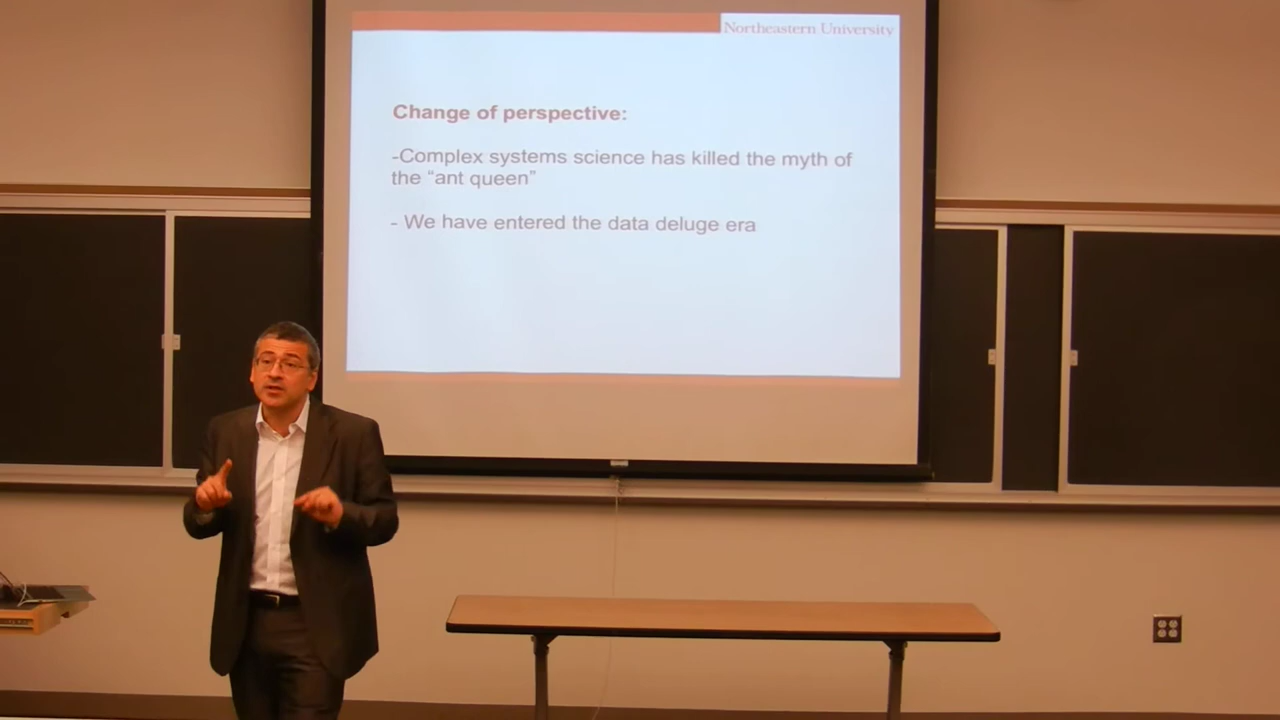 Northeastern University
Change of perspective:
-Complex systems science has killed the myth of
the “ant queen”
- We have entered the data deluge era